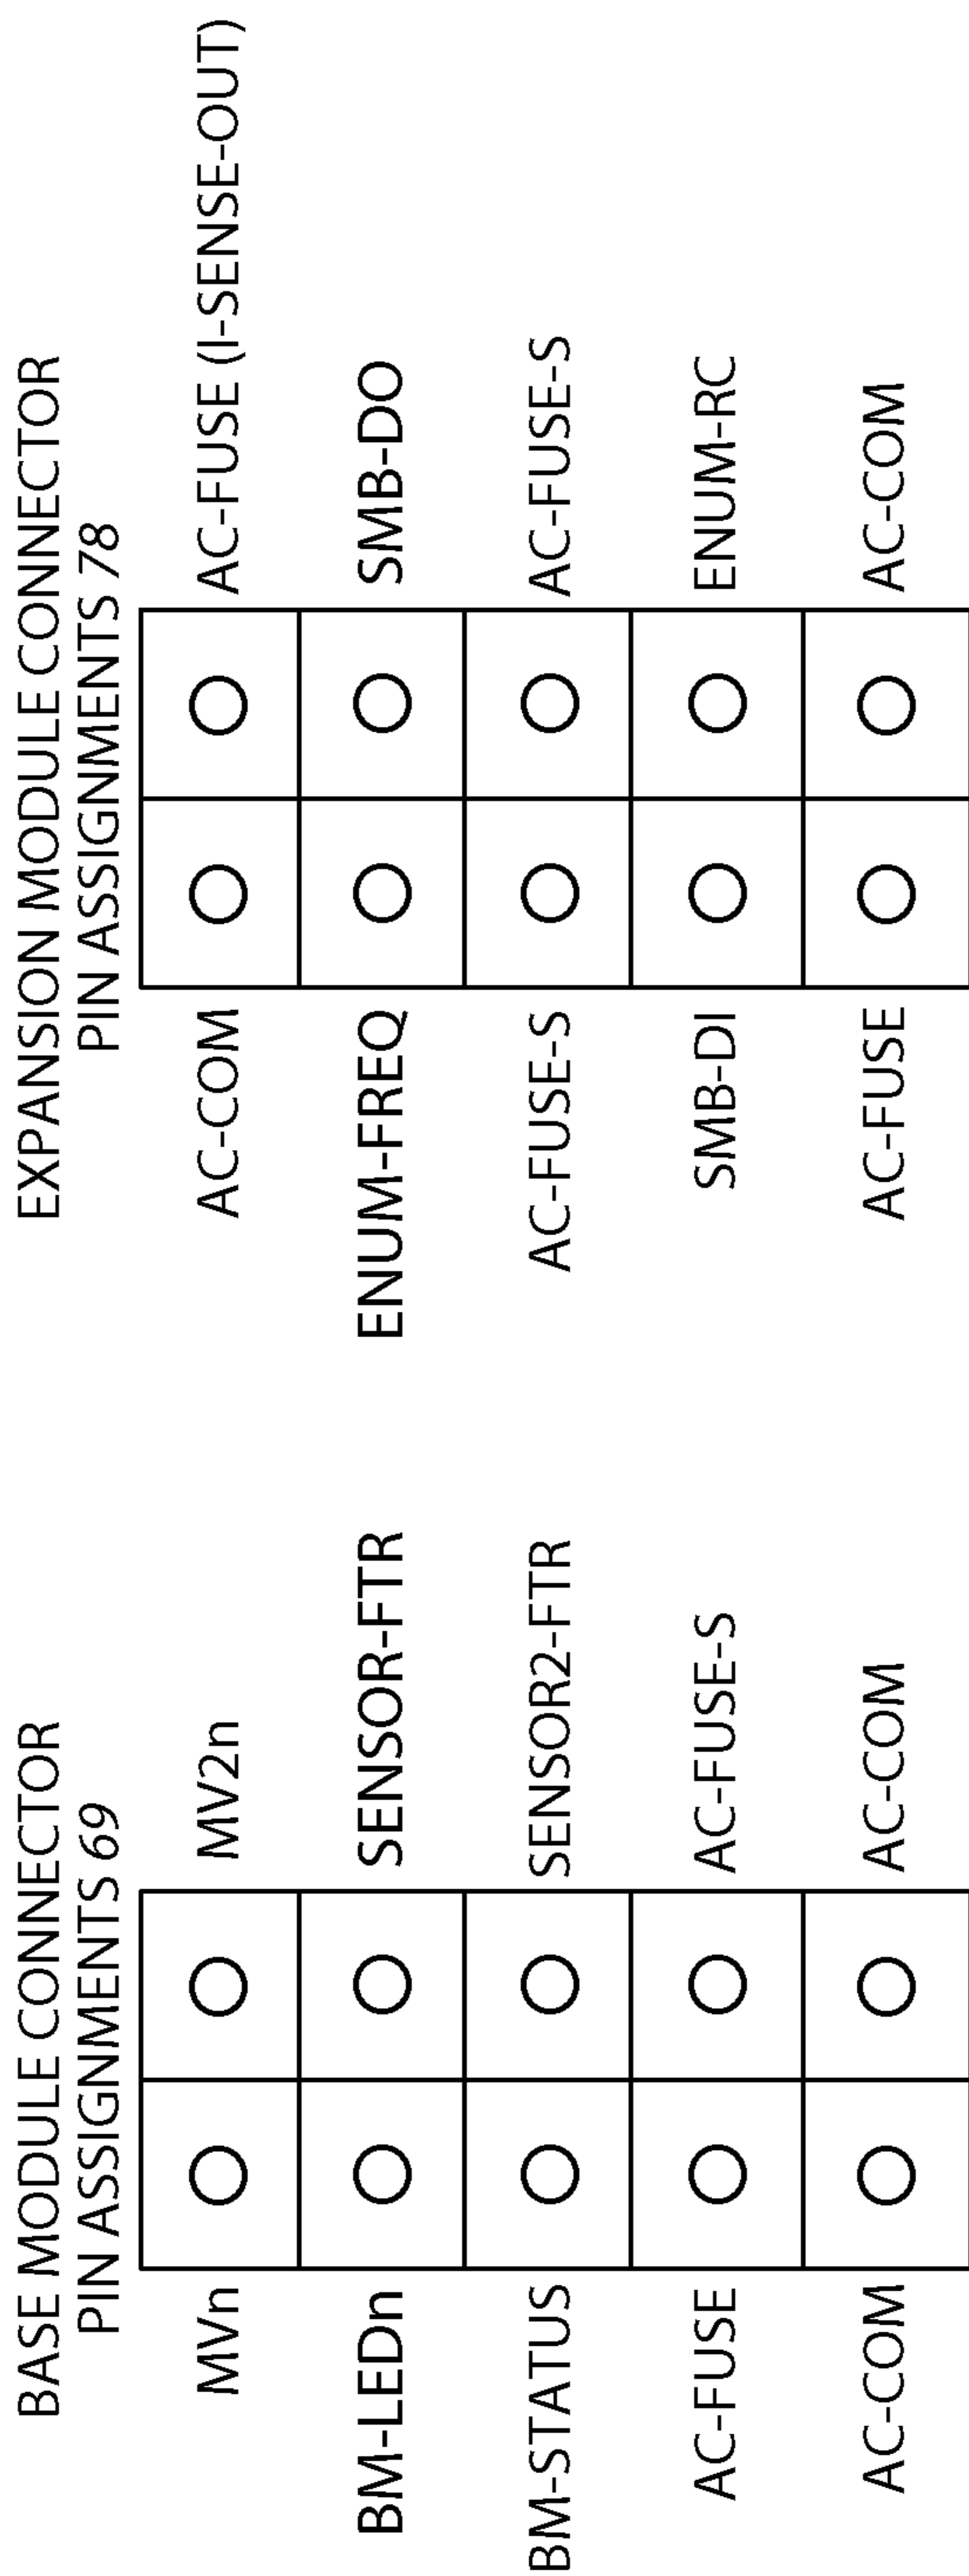 BASE MODULE CONNECTOR
PIN ASSIGNMENTS 69
MVn MV2n
BM-LEDn SENSOR-FTR
BM-STATUS SENSOR2-FTR
AC-FUSE AC-FUSE-S
AC-COM AC-COM
EXPANSION MODULE CONNECTOR
PIN ASSIGNMENTS 78
AC-COM AC-FUSE (I-SENSE-OUT)
ENUM-FREQ SMB-DO
AC-FUSE-S AC-FUSE-S
SMB-DI ENUM-RC
AC-FUSE AC-COM